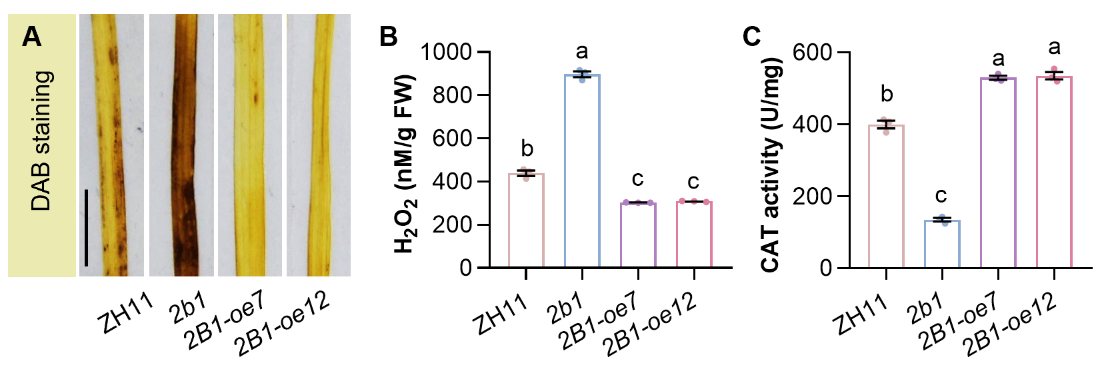 A
DAB staining
ZH11
2b1
2B1-oe7
2B1-oe12
B
H2O2 (nM/g FW)
1000
800
600
400
200
0
b
a
c
c
ZH11
2b1
2B1-oe7
2B1-oe12
C
CAT activity (U/mg)
600
400
200
0
b
c
a
a
ZH11
2b1
2B1-oe7
2B1-oe12